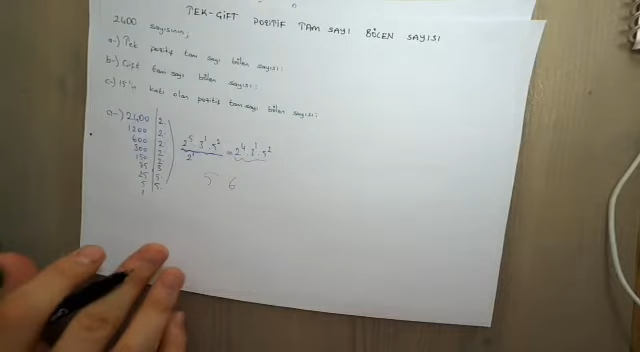 TEK-ÇİFT POZİTİF TAM SAYI BÖLEN SAYISI
2400 sayısının;
a-) Tek pozitif tam sayı bölen sayısı:
b-) Çift tam sayı bölen sayısı:
c-) 15'in katı olan pozitif tam sayı bölen sayısı:
a-) 2400 | 2
1200 | 2
600 | 2
300 | 2
150 | 2
75 | 3
25 | 5
5 | 5
1
2⁵·3¹·5² / 2¹ = 2⁴·3¹·5²
5 6